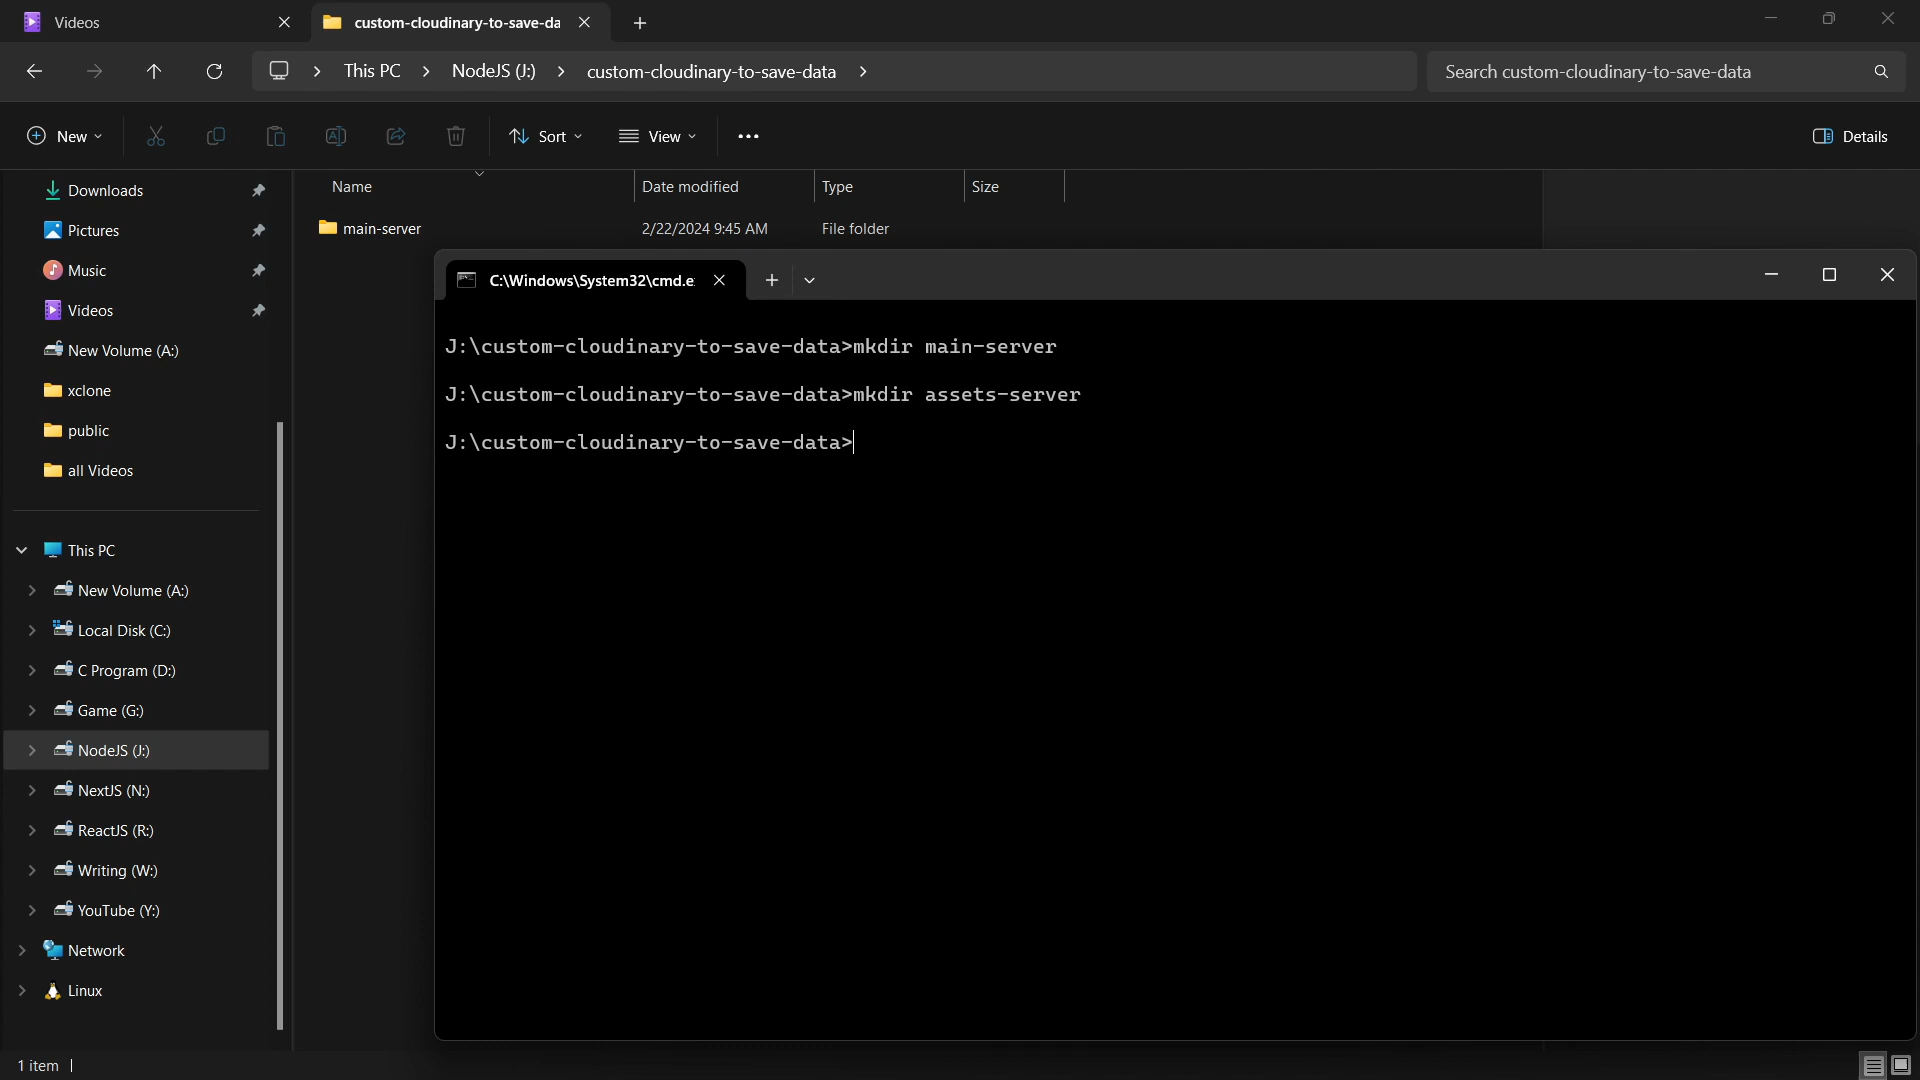 Videos
custom-cloudinary-to-save-da
This PC
NodeJS (J:)
custom-cloudinary-to-save-data
Search custom-cloudinary-to-save-data
New
Sort
View
Details
Name
Date modified
Type
Size
main-server
2/22/2024 9:45 AM
File folder
Downloads
Pictures
Music
Videos
New Volume (A:)
xclone
public
all Videos
This PC
New Volume (A:)
Local Disk (C:)
C Program (D:)
Game (G:)
NodeJS (J:)
NextJS (N:)
ReactJS (R:)
Writing (W:)
YouTube (Y:)
Network
Linux
1 item
C:\Windows\System32\cmd.e
J:\custom-cloudinary-to-save-data>mkdir main-server
J:\custom-cloudinary-to-save-data>mkdir assets-server
J:\custom-cloudinary-to-save-data>